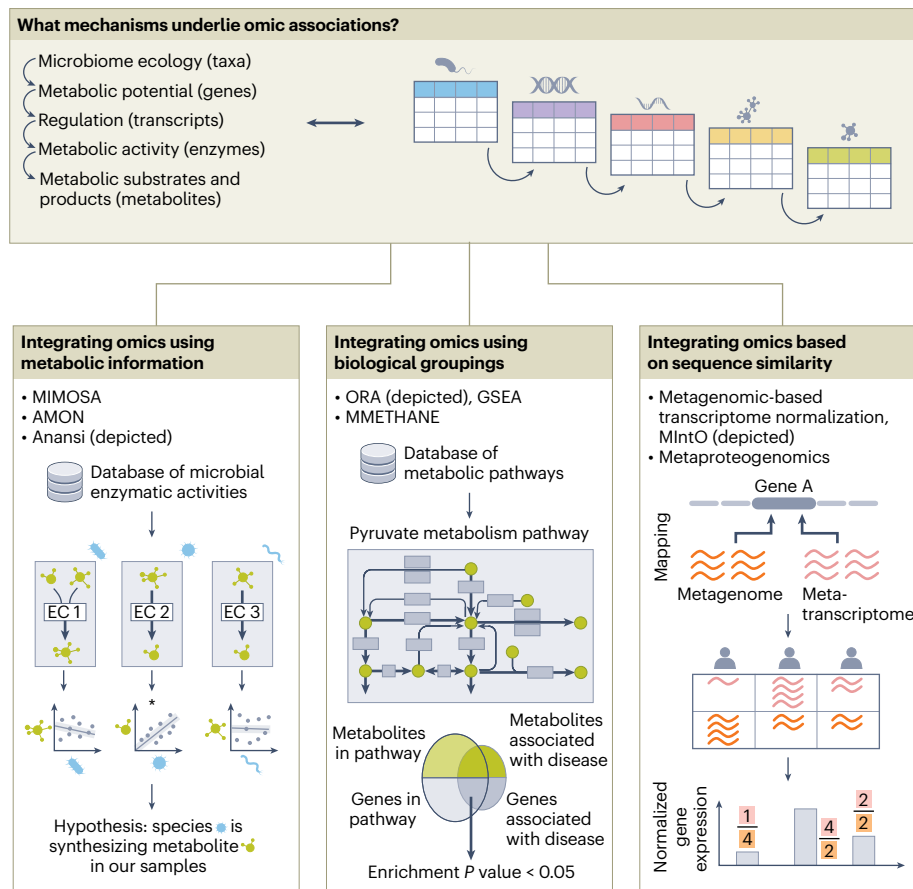 What mechanisms underlie omic associations?
Microbiome ecology (taxa)
Metabolic potential (genes)
Regulation (transcripts)
Metabolic activity (enzymes)
Metabolic substrates and
products (metabolites)
Integrating omics using
metabolic information
• MIMOSA
• AMON
• Anansi (depicted)
Database of microbial
enzymatic activities
EC 1
EC 2
EC 3
*
Hypothesis: species is
synthesizing metabolite
in our samples
Integrating omics using
biological groupings
• ORA (depicted), GSEA
• MMETHANE
Database of
metabolic pathways
Pyruvate metabolism pathway
Metabolites
in pathway
Metabolites
associated
with disease
Genes in
pathway
Genes
associated
with disease
Enrichment P value < 0.05
Integrating omics based
on sequence similarity
• Metagenomic-based
transcriptome normalization,
MIntO (depicted)
• Metaproteogenomics
Gene A
Mapping
Metagenome
Meta-
transcriptome
Normalized
gene
expression
1
4
4
2
2
2